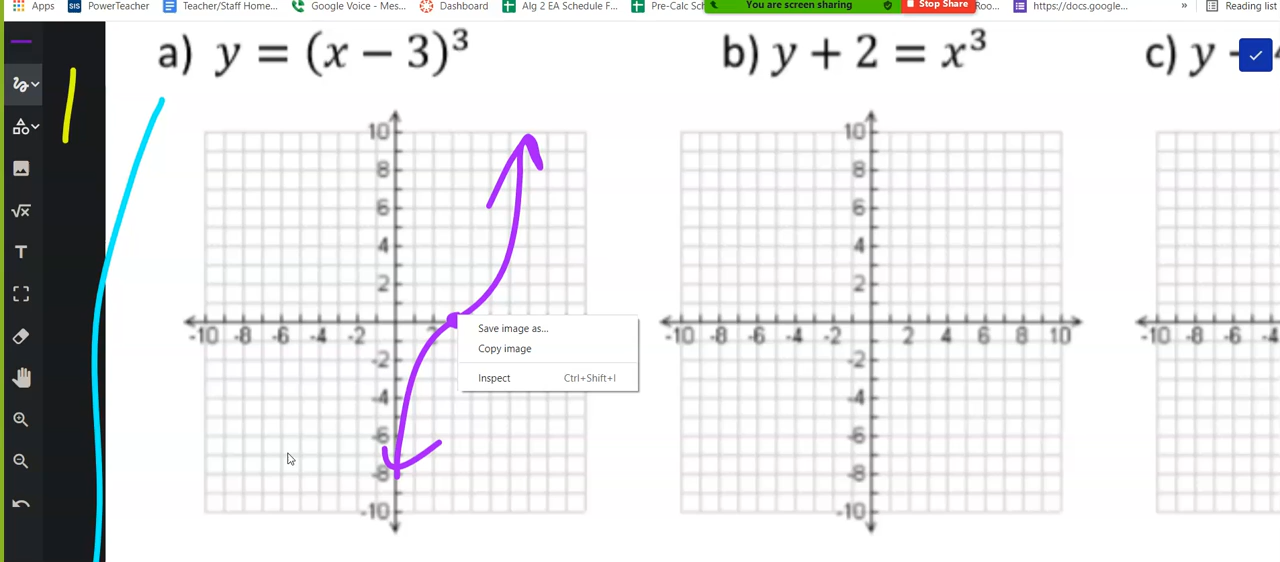 Apps PowerTeacher Teacher/Staff Home... Google Voice - Mes... Dashboard Alg 2 EA Schedule F... Pre-Calc Sc You are screen sharing Stop Share Roo... https://docs.google... » Reading list
SIS
a) y = (x − 3)³ b) y + 2 = x³ c) y
10 10
8 8
6 6
4 4
2 2
-10 -8 -6 -4 -2 2 -10 -8 -6 -4 -2 2 4 6 8 10 -10 -8 -6 -4
-2 -2
-4 -4
-6 -6
-8 -8
-10 -10
Save image as...
Copy image
Inspect Ctrl+Shift+I
√x
T